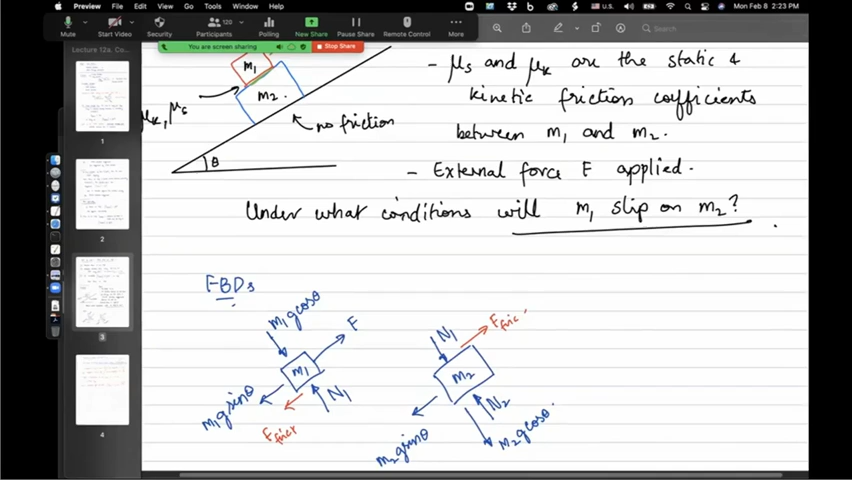 Preview File Edit View Go Tools Window Help
U.S. Mon Feb 8 2:23 PM
Mute Start Video Security Participants 120 New Share Pause Share Remote Control More
You are screen sharing Stop Share
Search
Lecture 12a. Co...
1
2
3
4
m₁
m₂
μk, μs
no friction
θ
- μs and μk are the static &
kinetic friction coefficients
between m₁ and m₂.
- External force F applied.
Under what conditions will m₁ slip on m₂?
FBDs
m₁gcosθ
F
m₁
m₁gsinθ
N₁
Ffrict
N₁
Ffric
m₂
N₂
m₂gsinθ
m₂gcosθ